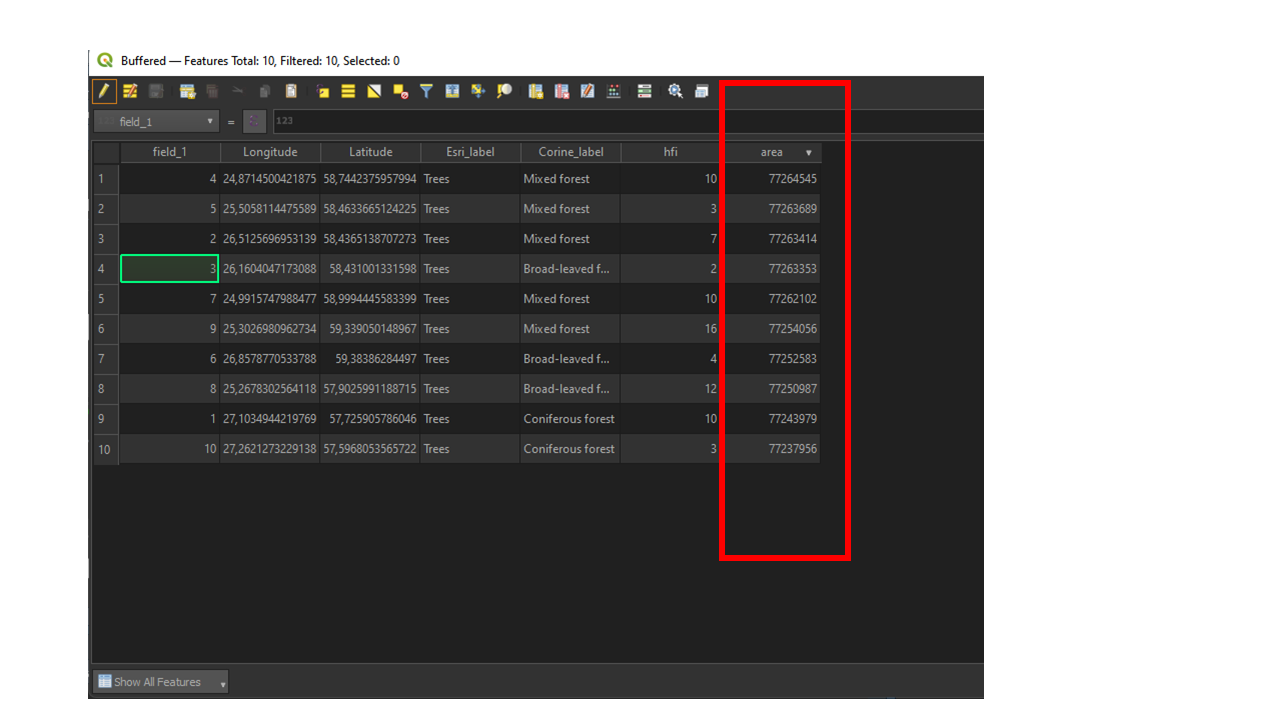 Buffered — Features Total: 10, Filtered: 10, Selected: 0
123 field_1 = 123
field_1 Longitude Latitude Esri_label Corine_label hfi area
1 4 24,8714500421875 58,7442375957994 Trees Mixed forest 10 77264545
2 5 25,5058114475589 58,4633665124225 Trees Mixed forest 3 77263689
3 2 26,5125696953139 58,4365138707273 Trees Mixed forest 7 77263414
4 3 26,1604047173088 58,431001331598 Trees Broad-leaved f... 2 77263353
5 7 24,9915747988477 58,9994445583399 Trees Mixed forest 10 77262102
6 9 25,3026980962734 59,339050148967 Trees Mixed forest 16 77254056
7 6 26,8578770533788 59,38386284497 Trees Broad-leaved f... 4 77252583
8 8 25,2678302564118 57,9025991188715 Trees Broad-leaved f... 12 77250987
9 1 27,1034944219769 57,725905786046 Trees Coniferous forest 10 77243979
10 10 27,2621273229138 57,5968053565722 Trees Coniferous forest 3 77237956
Show All Features